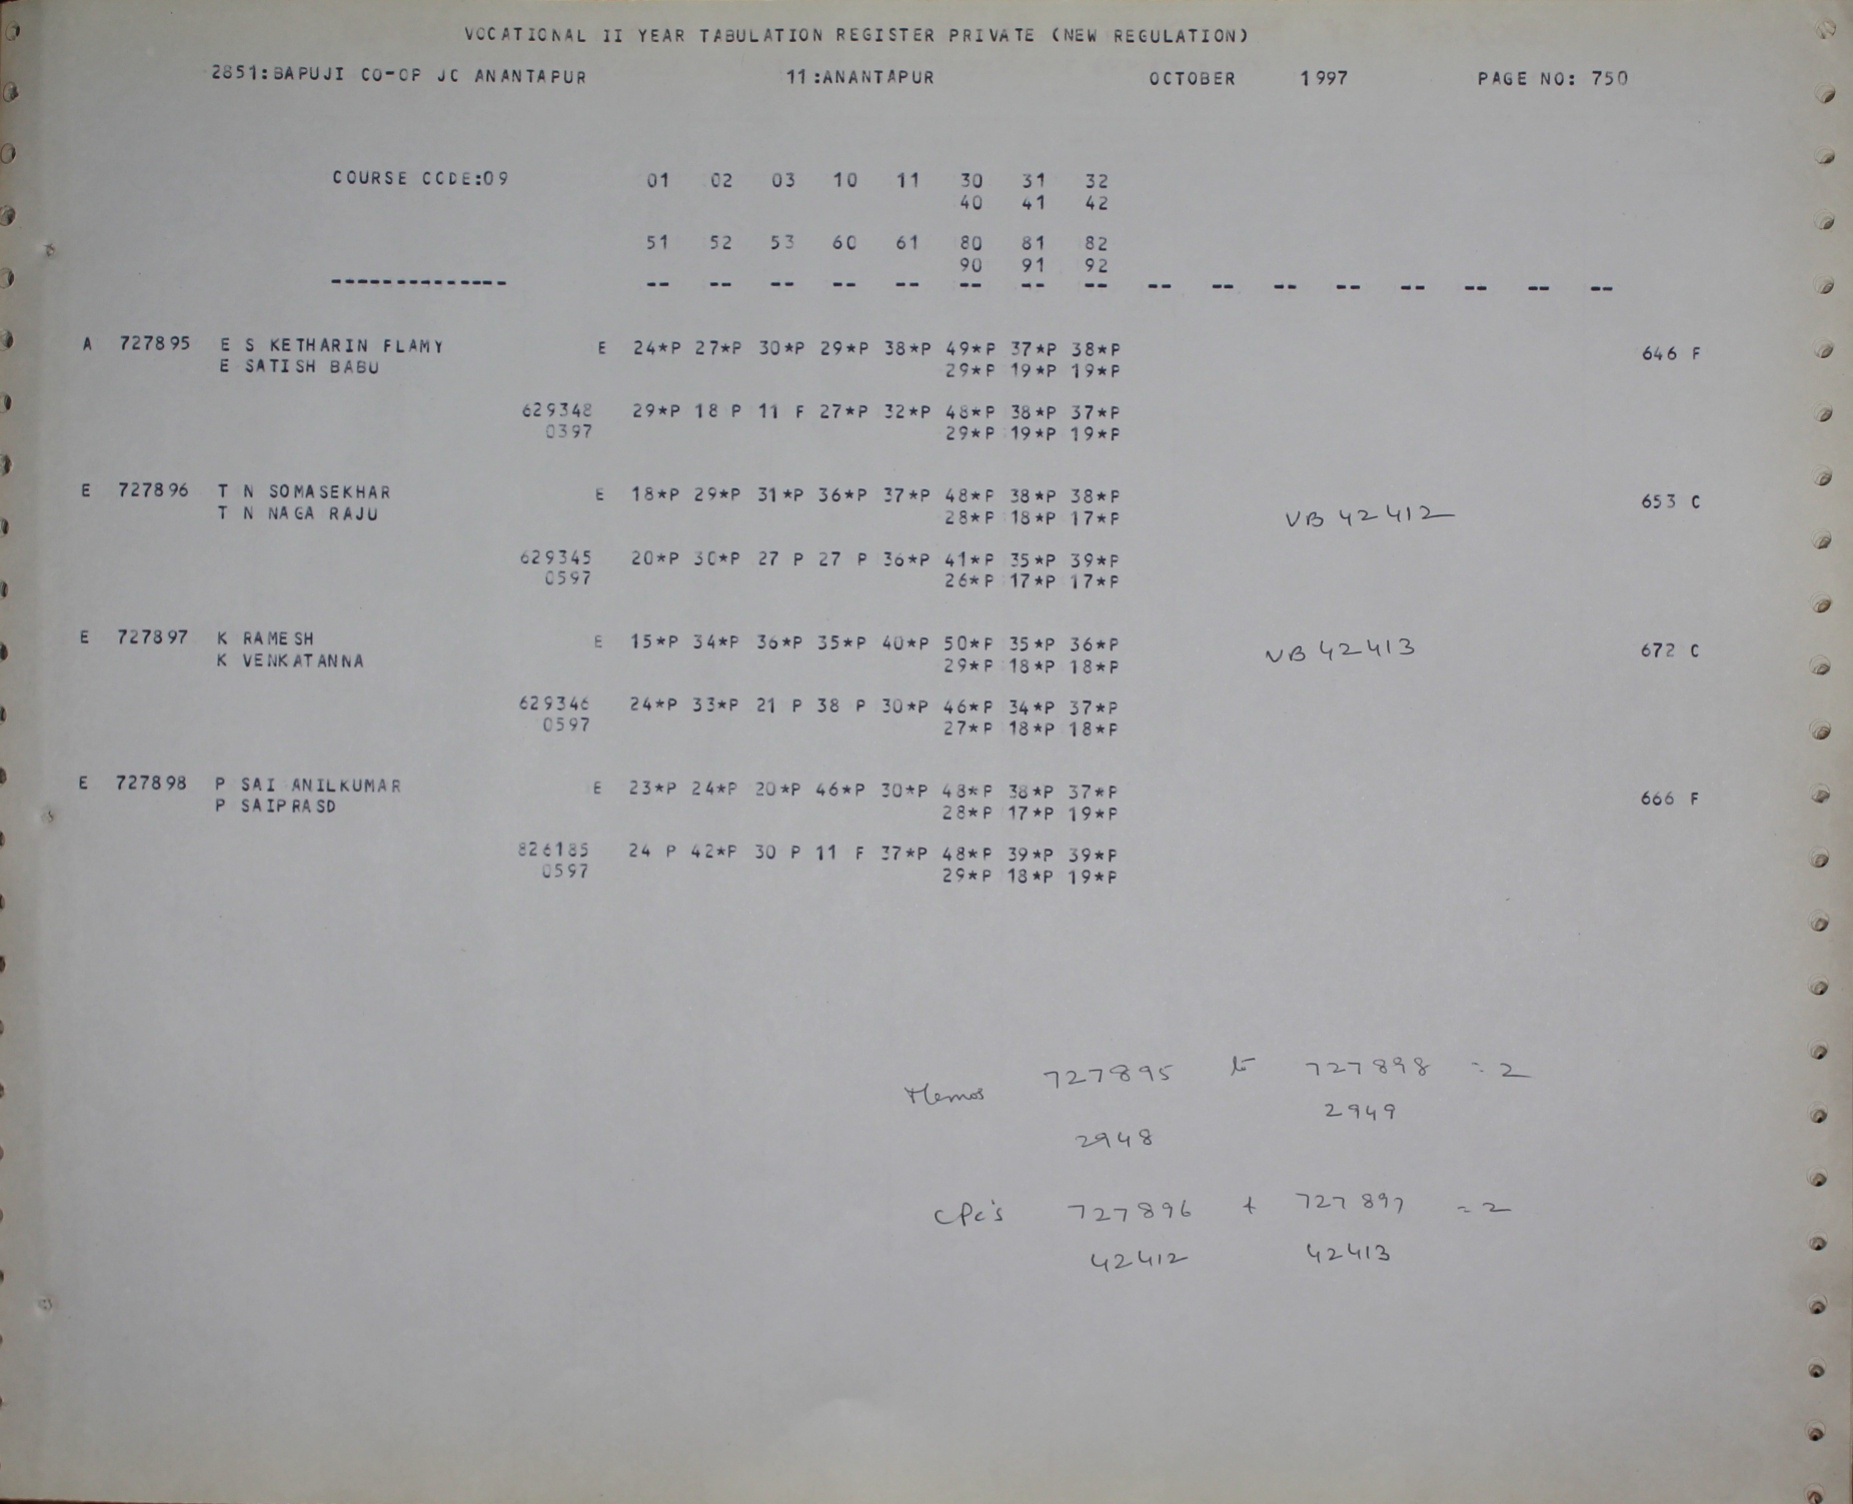 VOCATIONAL II YEAR TABULATION REGISTER PRIVATE (NEW REGULATION)
2851:BAPUJI CO-OP JC ANANTAPUR 11:ANANTAPUR OCTOBER 1997 PAGE NO: 750
COURSE CODE:09 01 02 03 10 11 30 31 32
40 41 42
51 52 53 60 61 80 81 82
90 91 92
-------------- -- -- -- -- -- -- -- -- -- -- -- -- -- -- -- --
A 727895 E S KETHARIN FLAMY E 24*P 27*P 30*P 29*P 38*P 49*P 37*P 38*P 646 F
E SATISH BABU 29*P 19*P 19*P
629348 29*P 18 P 11 F 27*P 32*P 48*P 38*P 37*P
0397 29*P 19*P 19*P
E 727896 T N SOMASEKHAR E 18*P 29*P 31*P 36*P 37*P 48*P 38*P 38*P 653 C
T N NAGA RAJU 28*P 18*P 17*P VB 42412
629345 20*P 30*P 27 P 27 P 36*P 41*P 35*P 39*P
0597 26*P 17*P 17*P
E 727897 K RAMESH E 15*P 34*P 36*P 35*P 40*P 50*P 35*P 36*P VB 42413 672 C
K VENKATANNA 29*P 18*P 18*P
629346 24*P 33*P 21 P 38 P 30*P 46*P 34*P 37*P
0597 27*P 18*P 18*P
E 727898 P SAI ANILKUMAR E 23*P 24*P 20*P 46*P 30*P 48*P 38*P 37*P 666 F
P SAIPRASD 28*P 17*P 19*P
826185 24 P 42*P 30 P 11 F 37*P 48*P 39*P 39*P
0597 29*P 18*P 19*P
Memos 727895 to 727898 = 2
2948 2949
CPC's 727896 + 727897 = 2
42412 42413